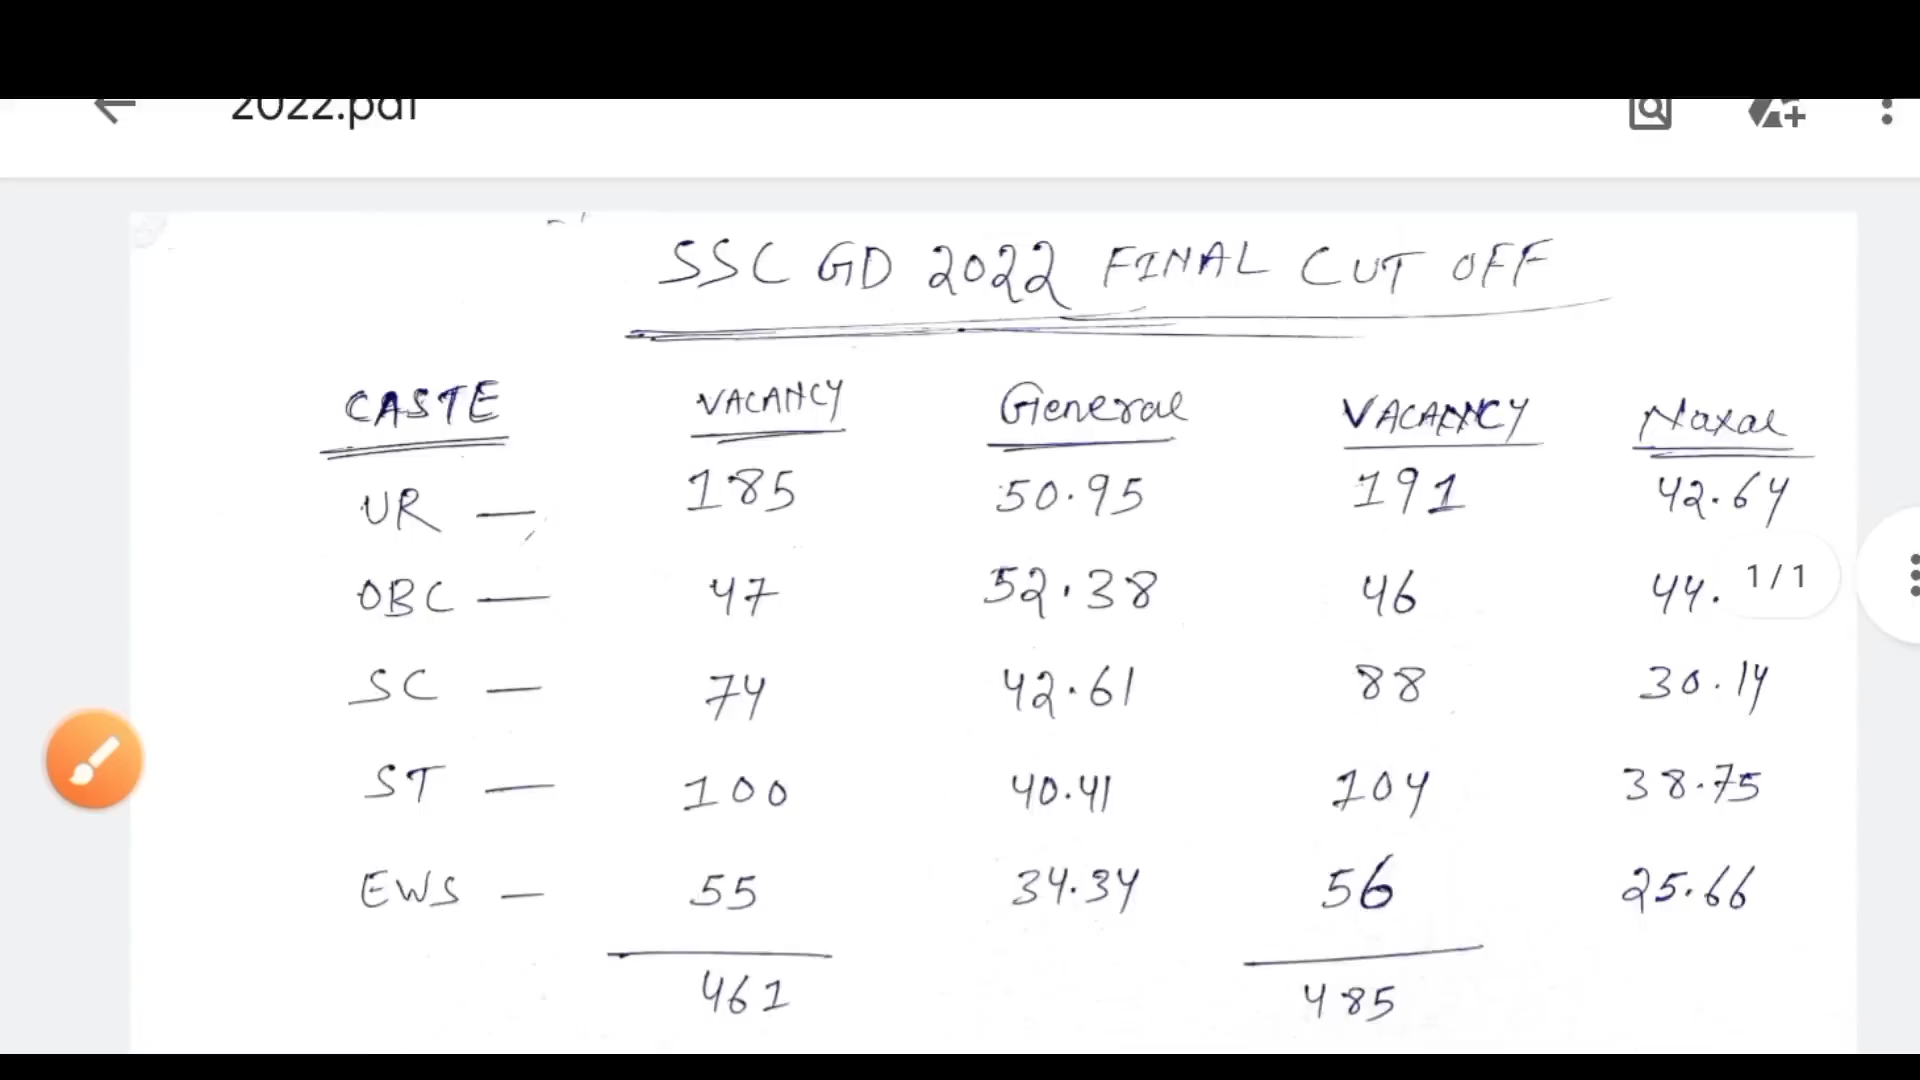 2022.pdf
SSC GD 2022 FINAL CUT OFF
CASTE VACANCY General VACANCY Naxal
UR — 185 50.95 191 42.64
OBC — 47 52.38 46 44. 1/1
SC — 74 42.61 88 30.14
ST — 100 40.41 104 38.75
EWS — 55 34.34 56 25.66
461 485